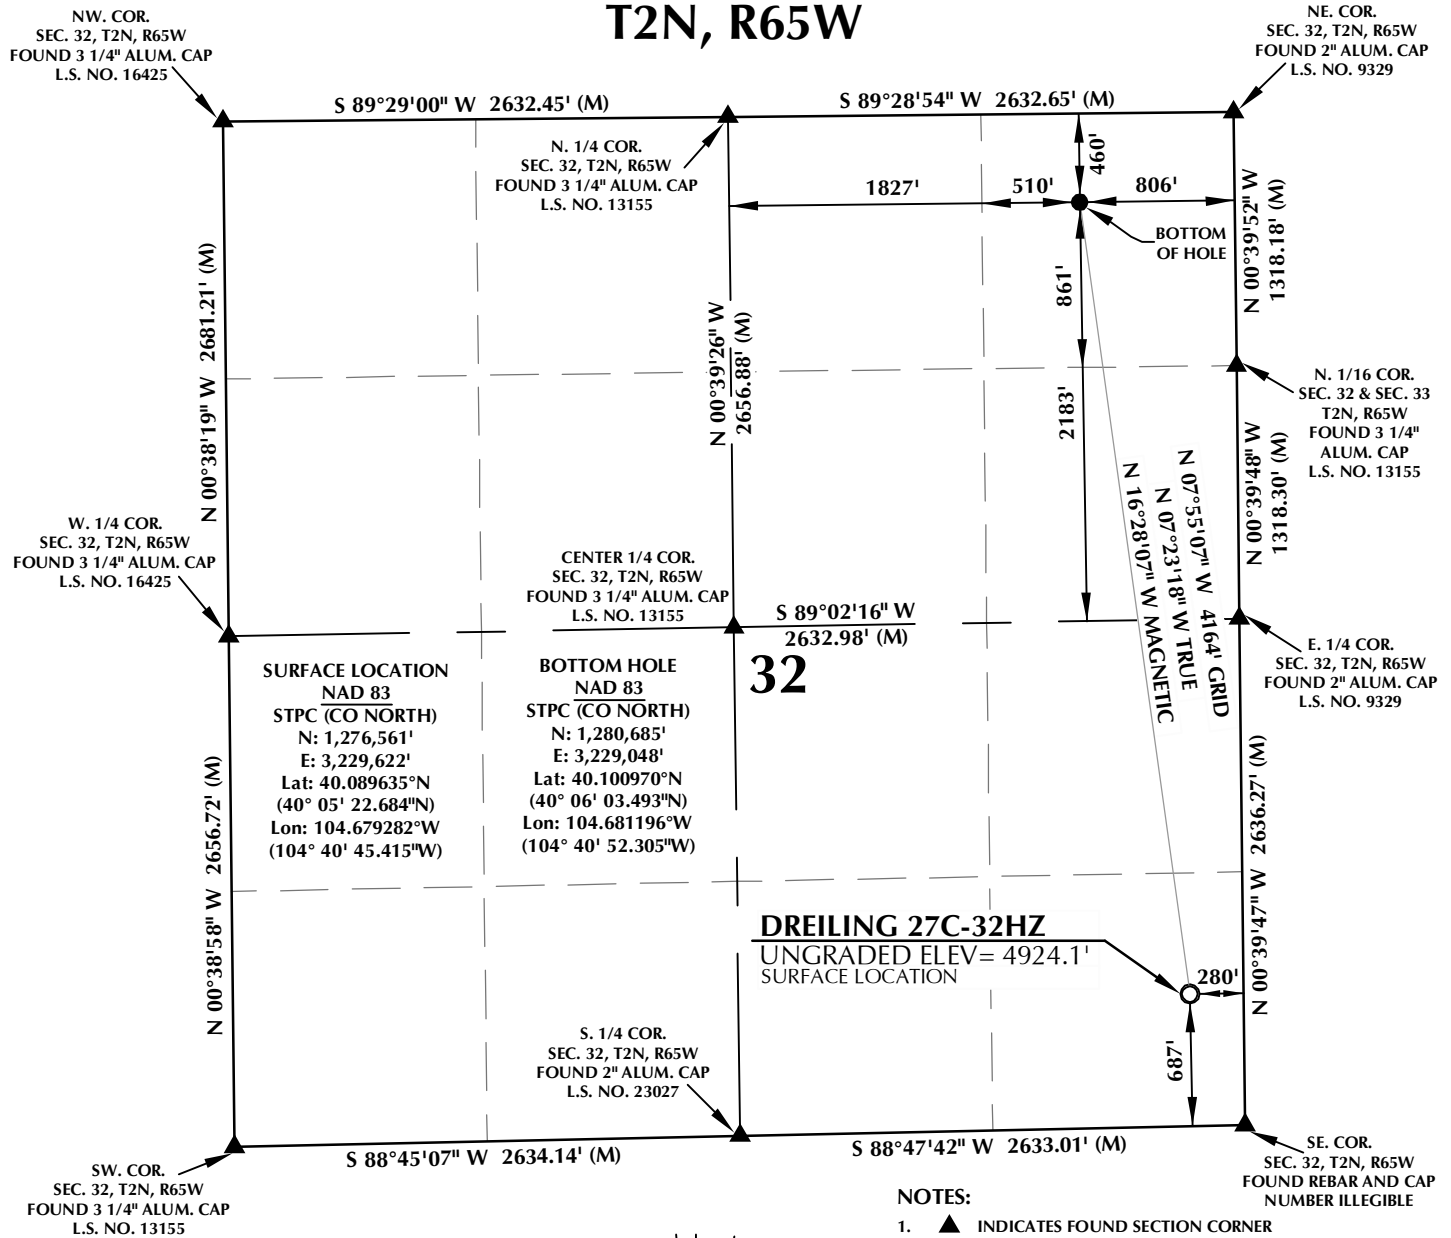 T2N, R65W
NW. COR.
SEC. 32, T2N, R65W
FOUND 3 1/4" ALUM. CAP
L.S. NO. 16425
NE. COR.
SEC. 32, T2N, R65W
FOUND 2" ALUM. CAP
L.S. NO. 9329
S 89°29'00" W 2632.45' (M)
S 89°28'54" W 2632.65' (M)
N. 1/4 COR.
SEC. 32, T2N, R65W
FOUND 3 1/4" ALUM. CAP
L.S. NO. 13155
460'
1827'
510'
806'
BOTTOM
OF HOLE
N 00°39'52" W
1318.18' (M)
861'
N 00°38'19" W 2681.21' (M)
N 00°39'26" W
2656.88' (M)
2183'
N. 1/16 COR.
SEC. 32 & SEC. 33
T2N, R65W
FOUND 3 1/4"
ALUM. CAP
L.S. NO. 13155
N 00°39'48" W
1318.30' (M)
N 07°55'07" W 4164' GRID
N 07°23'18" W TRUE
N 16°28'07" W MAGNETIC
W. 1/4 COR.
SEC. 32, T2N, R65W
FOUND 3 1/4" ALUM. CAP
L.S. NO. 16425
CENTER 1/4 COR.
SEC. 32, T2N, R65W
FOUND 3 1/4" ALUM. CAP
L.S. NO. 13155
S 89°02'16" W
2632.98' (M)
32
E. 1/4 COR.
SEC. 32, T2N, R65W
FOUND 2" ALUM. CAP
L.S. NO. 9329
SURFACE LOCATION
NAD 83
STPC (CO NORTH)
N: 1,276,561'
E: 3,229,622'
Lat: 40.089635°N
(40° 05' 22.684"N)
Lon: 104.679282°W
(104° 40' 45.415"W)
BOTTOM HOLE
NAD 83
STPC (CO NORTH)
N: 1,280,685'
E: 3,229,048'
Lat: 40.100970°N
(40° 06' 03.493"N)
Lon: 104.681196°W
(104° 40' 52.305"W)
N 00°38'58" W 2656.72' (M)
N 00°39'47" W 2636.27' (M)
DREILING 27C-32HZ
UNGRADED ELEV= 4924.1'
SURFACE LOCATION
280'
687'
S. 1/4 COR.
SEC. 32, T2N, R65W
FOUND 2" ALUM. CAP
L.S. NO. 23027
S 88°45'07" W 2634.14' (M)
S 88°47'42" W 2633.01' (M)
SW. COR.
SEC. 32, T2N, R65W
FOUND 3 1/4" ALUM. CAP
L.S. NO. 13155
SE. COR.
SEC. 32, T2N, R65W
FOUND REBAR AND CAP
NUMBER ILLEGIBLE
NOTES:
1. ▲ INDICATES FOUND SECTION CORNER